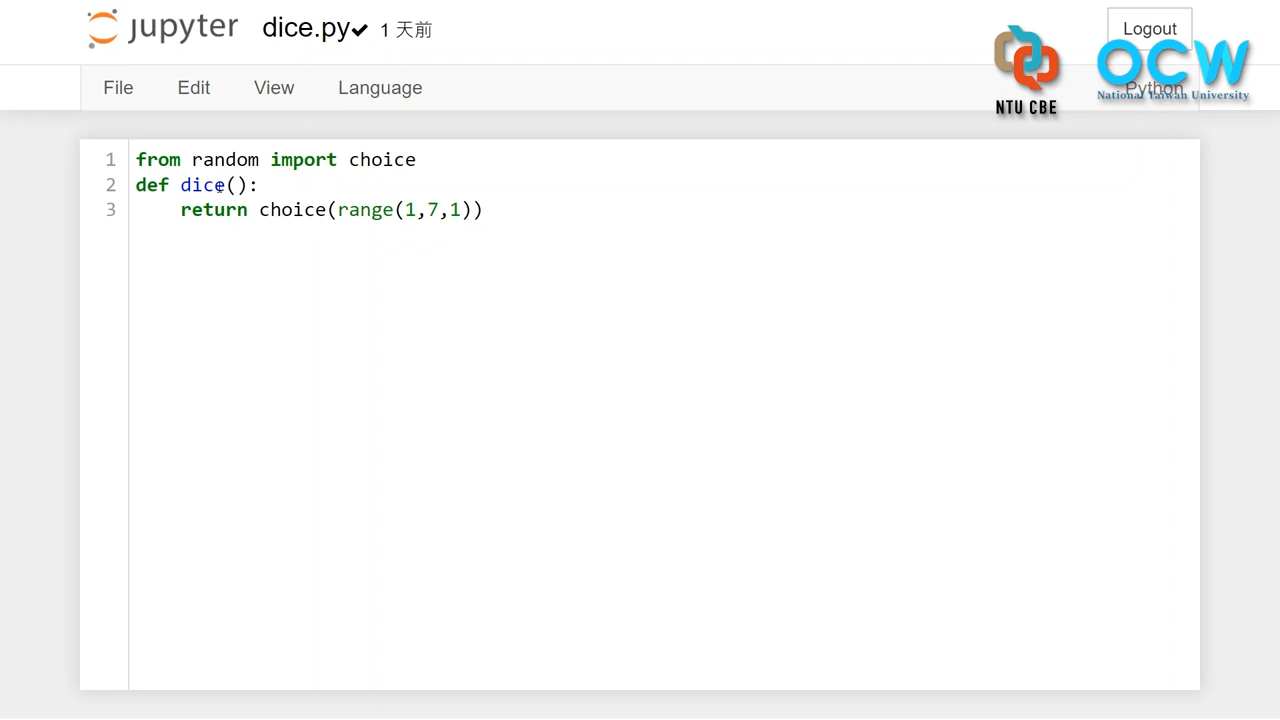 jupyter dice.py✔ 1 天前
Logout
File Edit View Language
Python
NTU CBE
OCW
National Taiwan University
1 from random import choice
2 def dice():
3     return choice(range(1,7,1))